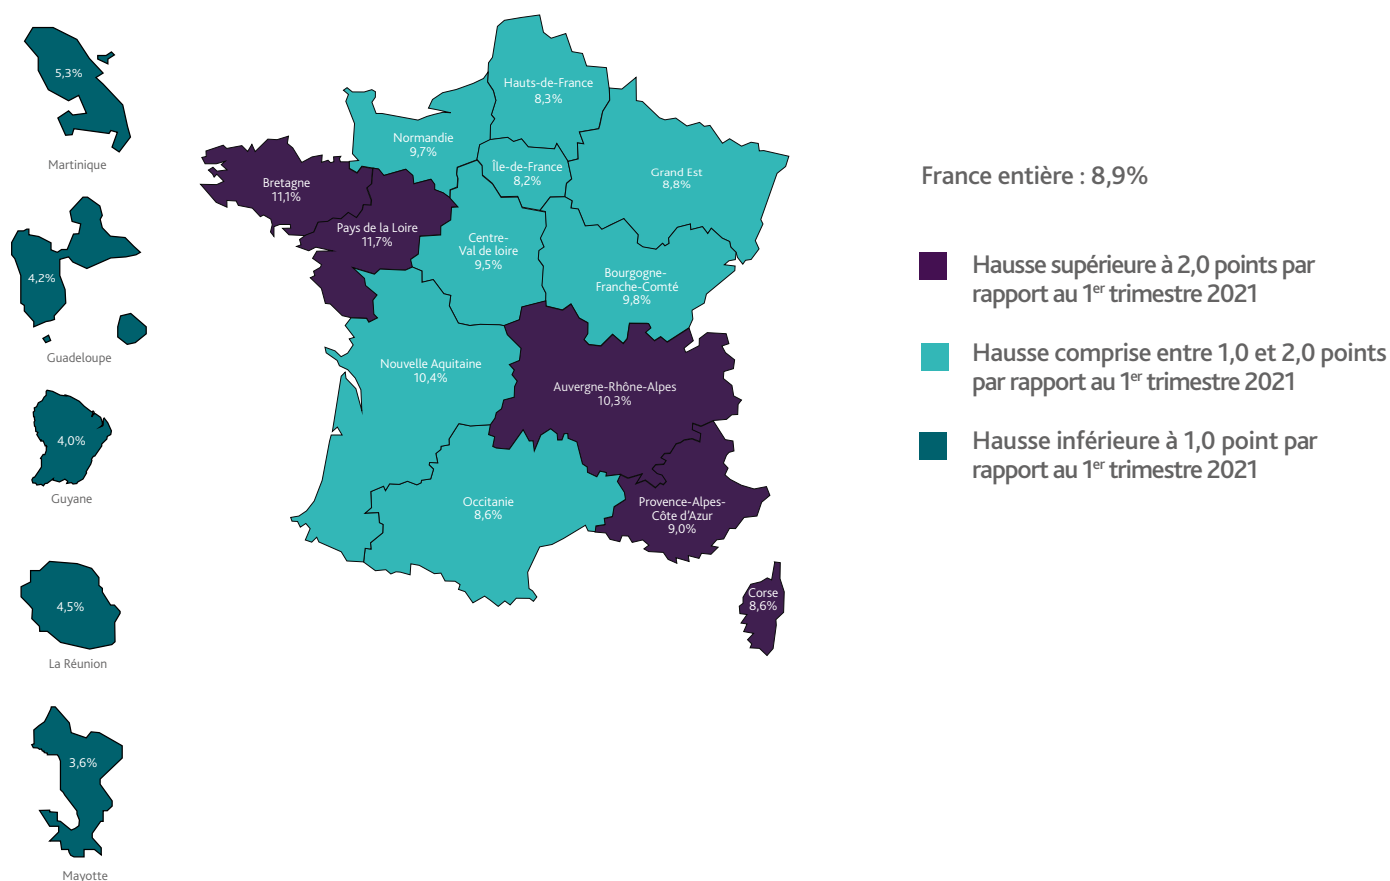 5,3%
Martinique
4,2%
Guadeloupe
4,0%
Guyane
4,5%
La Réunion
3,6%
Mayotte
Hauts-de-France
8,3%
Normandie
9,7%
Île-de-France
8,2%
Grand Est
8,8%
Bretagne
11,1%
Pays de la Loire
11,7%
Centre-
Val de loire
9,5%
Bourgogne-
Franche-Comté
9,8%
Nouvelle Aquitaine
10,4%
Auvergne-Rhône-Alpes
10,3%
Occitanie
8,6%
Provence-Alpes-
Côte d'Azur
9,0%
Corse
8,6%
France entière : 8,9%
Hausse supérieure à 2,0 points par
rapport au 1er trimestre 2021
Hausse comprise entre 1,0 et 2,0 points
par rapport au 1er trimestre 2021
Hausse inférieure à 1,0 point par
rapport au 1er trimestre 2021